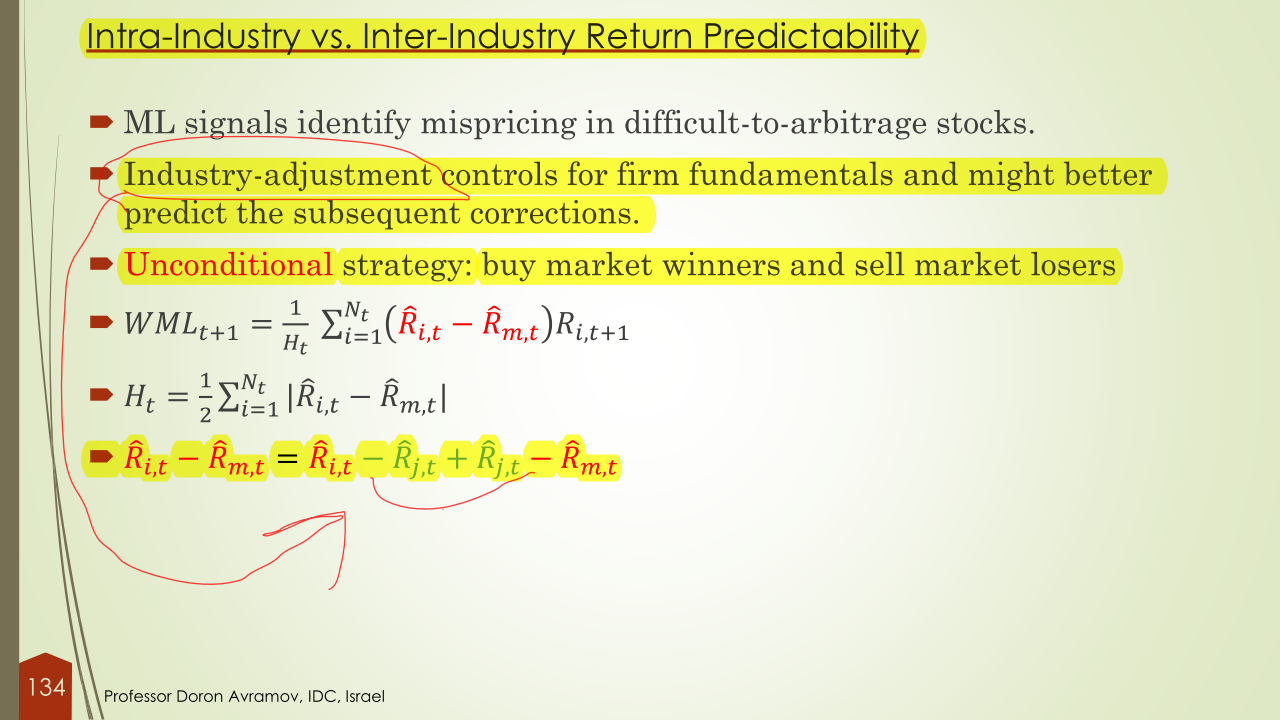 Intra-Industry vs. Inter-Industry Return Predictability
ML signals identify mispricing in difficult-to-arbitrage stocks.
Industry-adjustment controls for firm fundamentals and might better
predict the subsequent corrections.
Unconditional strategy: buy market winners and sell market losers
$WML_{t+1} = \frac{1}{H_t} \sum_{i=1}^{N_t} \left( \hat{R}_{i,t} - \hat{R}_{m,t} \right) R_{i,t+1}$
$H_t = \frac{1}{2} \sum_{i=1}^{N_t} | \hat{R}_{i,t} - \hat{R}_{m,t} |$
$\hat{R}_{i,t} - \hat{R}_{m,t} = \hat{R}_{i,t} - \hat{R}_{j,t} + \hat{R}_{j,t} - \hat{R}_{m,t}$
134
Professor Doron Avramov, IDC, Israel